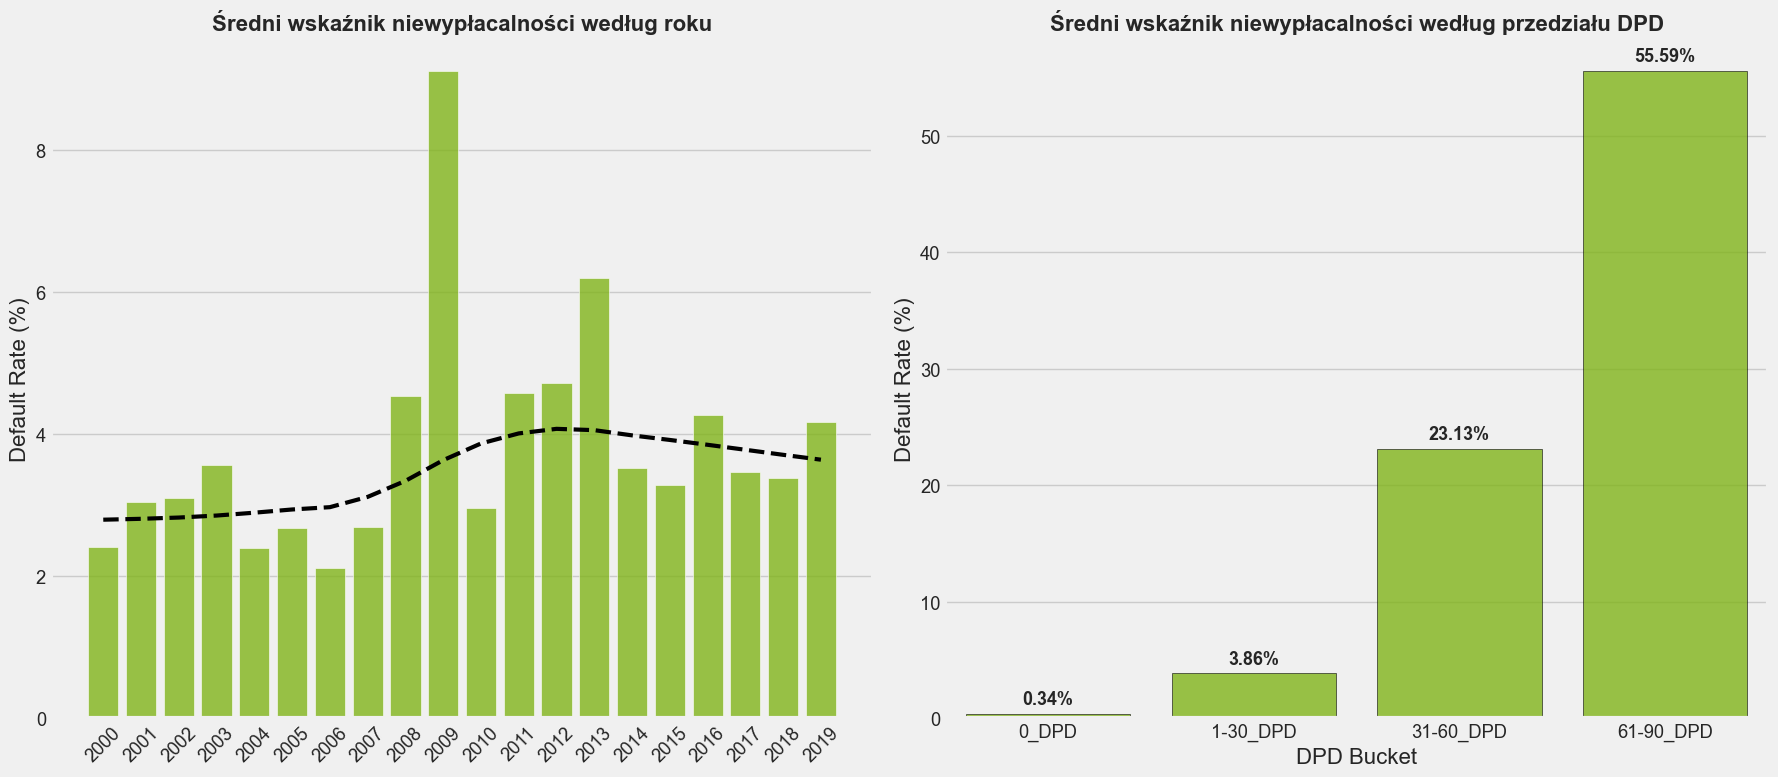 Średni wskaźnik niewypłacalności według roku
Default Rate (%)
8
6
4
2
0
2000 2001 2002 2003 2004 2005 2006 2007 2008 2009 2010 2011 2012 2013 2014 2015 2016 2017 2018 2019
Średni wskaźnik niewypłacalności według przedziału DPD
Default Rate (%)
50
40
30
20
10
0
0.34%
3.86%
23.13%
55.59%
0_DPD 1-30_DPD 31-60_DPD 61-90_DPD
DPD Bucket